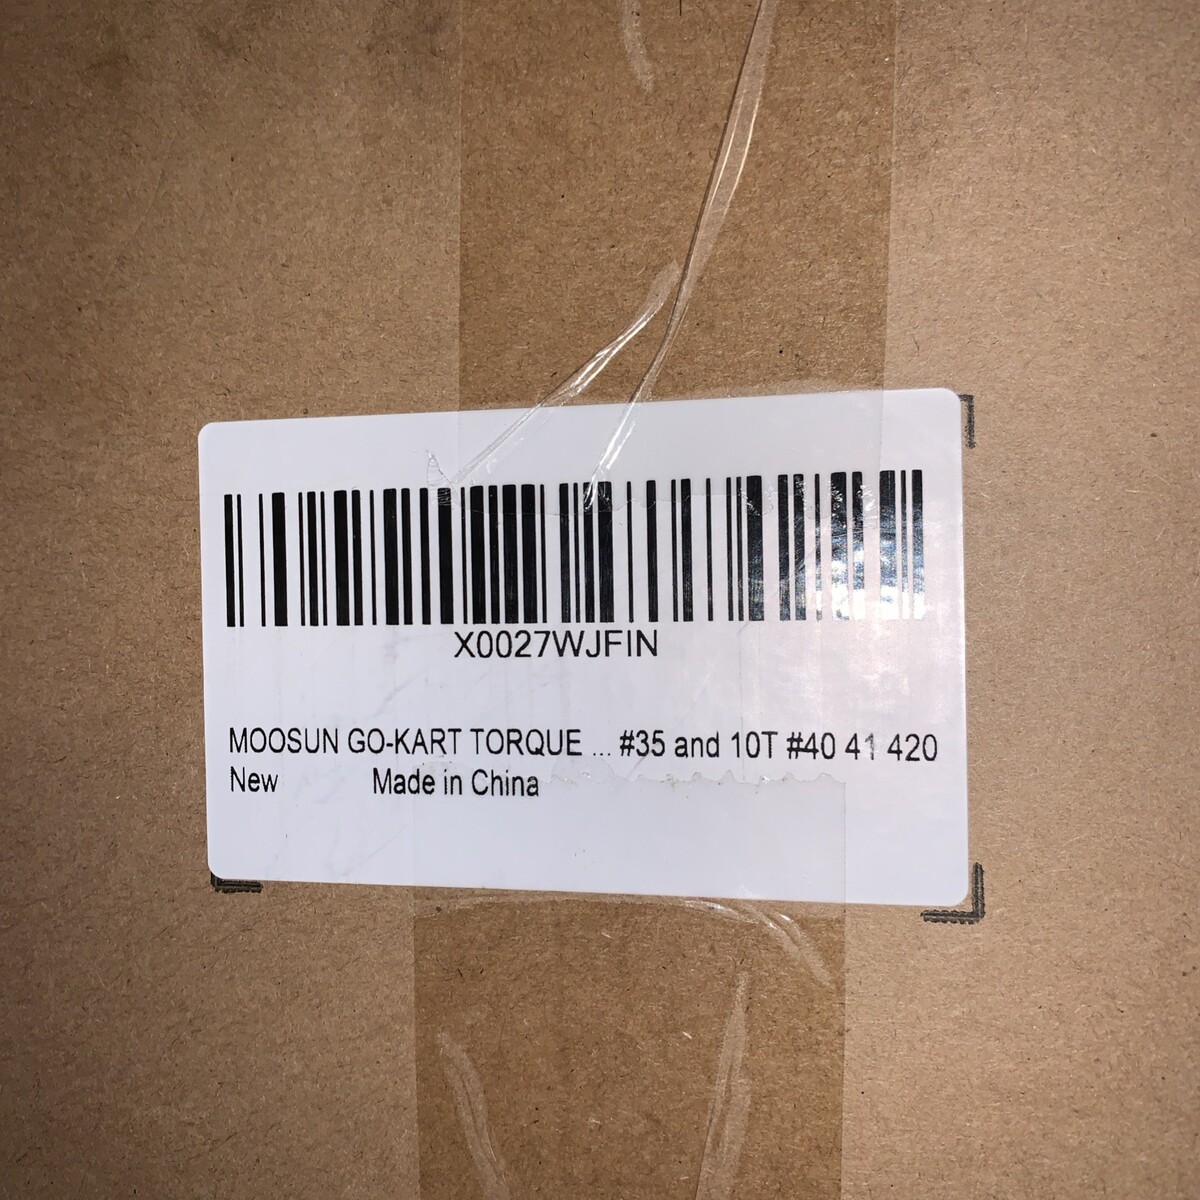 X0027WJFIN
MOOSUN GO-KART TORQUE ... #35 and 10T #40 41 420
New Made in China